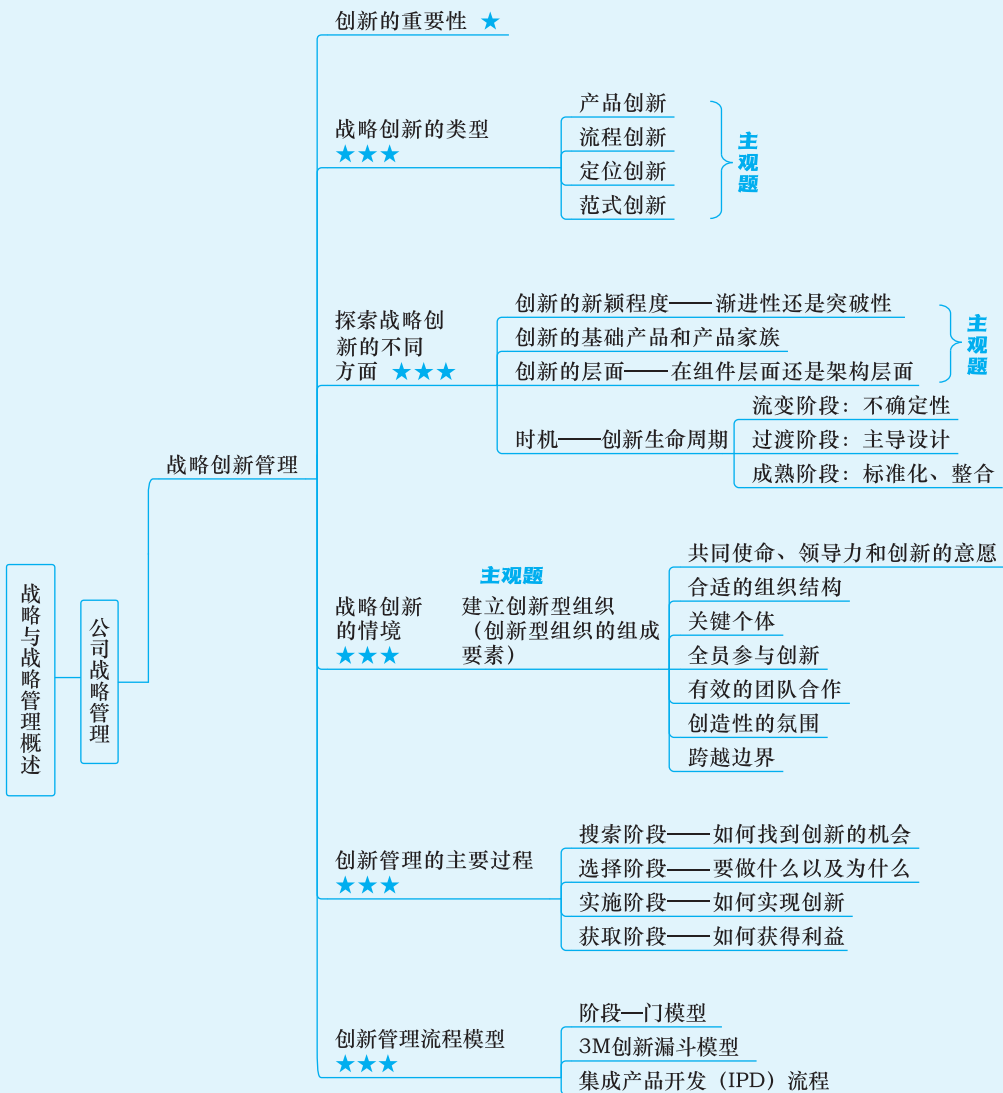 创新的重要性 ★
战略创新的类型
★★★
产品创新
流程创新
定位创新
范式创新
主观题
探索战略创
新的不同
方面 ★★★
创新的新颖程度——渐进性还是突破性
创新的基础产品和产品家族
创新的层面——在组件层面还是架构层面
主观题
时机——创新生命周期
流变阶段：不确定性
过渡阶段：主导设计
成熟阶段：标准化、整合
战略创新管理
战略与战略管理概述
公司战略管理
战略创新
的情境
★★★
主观题
建立创新型组织
（创新型组织的组成
要素）
共同使命、领导力和创新的意愿
合适的组织结构
关键个体
全员参与创新
有效的团队合作
创造性的氛围
跨越边界
创新管理的主要过程
★★★
搜索阶段——如何找到创新的机会
选择阶段——要做什么以及为什么
实施阶段——如何实现创新
获取阶段——如何获得利益
创新管理流程模型
★★★
阶段—门模型
3M创新漏斗模型
集成产品开发（IPD）流程